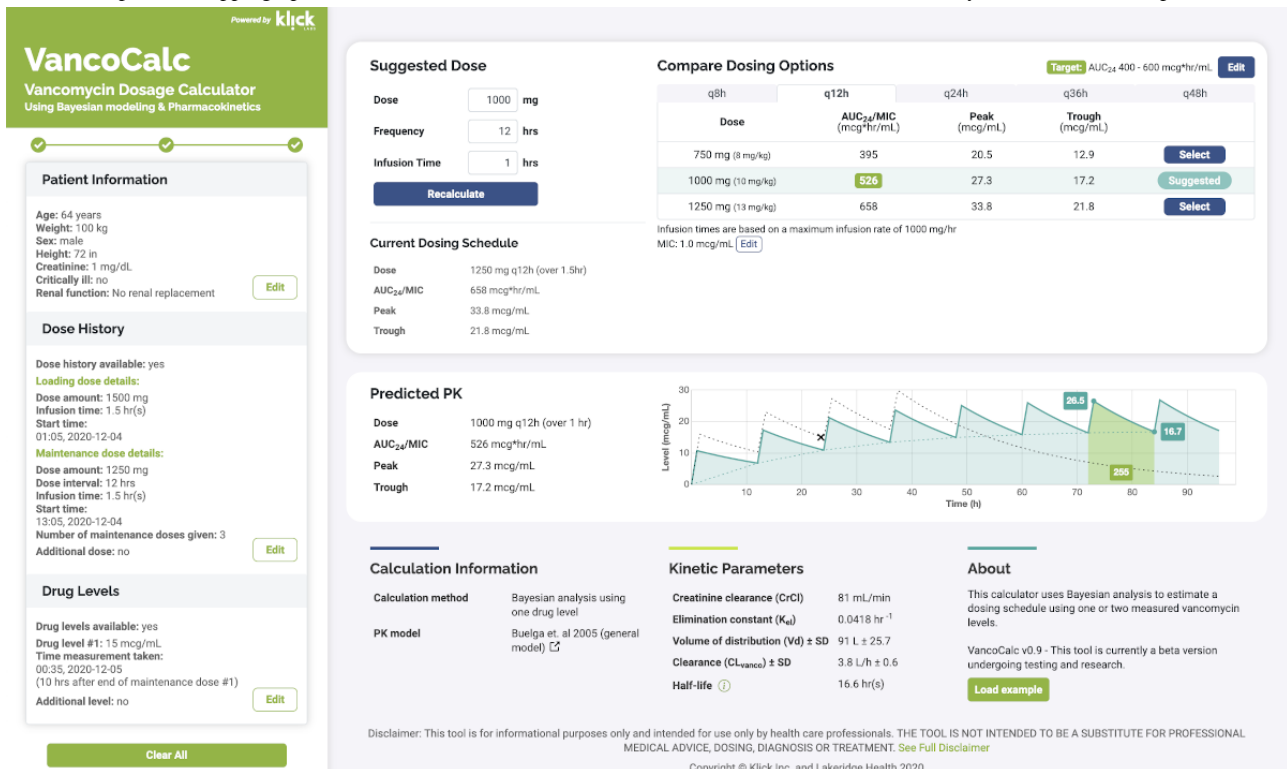 Powered by klick
LABS
VancoCalc
Vancomycin Dosage Calculator
Using Bayesian modeling & Pharmacokinetics
Patient Information
Age: 64 years
Weight: 100 kg
Sex: male
Height: 72 in
Creatinine: 1 mg/dL
Critically ill: no
Renal function: No renal replacement
Edit
Dose History
Dose history available: yes
Loading dose details:
Dose amount: 1500 mg
Infusion time: 1.5 hr(s)
Start time:
01:05, 2020-12-04
Maintenance dose details:
Dose amount: 1250 mg
Dose interval: 12 hrs
Infusion time: 1.5 hr(s)
Start time:
13:05, 2020-12-04
Number of maintenance doses given: 3
Additional dose: no
Edit
Drug Levels
Drug levels available: yes
Drug level #1: 15 mcg/mL
Time measurement taken:
00:35, 2020-12-05
(10 hrs after end of maintenance dose #1)
Additional level: no
Edit
Clear All
Suggested Dose
Dose 1000 mg
Frequency 12 hrs
Infusion Time 1 hrs
Recalculate
Current Dosing Schedule
Dose 1250 mg q12h (over 1.5hr)
AUC24/MIC 658 mcg*hr/mL
Peak 33.8 mcg/mL
Trough 21.8 mcg/mL
Compare Dosing Options
Target: AUC24 400 - 600 mcg*hr/mL Edit
q8h q12h q24h q36h q48h
Dose AUC24/MIC (mcg*hr/mL) Peak (mcg/mL) Trough (mcg/mL)
750 mg (8 mg/kg) 395 20.5 12.9 Select
1000 mg (10 mg/kg) 526 27.3 17.2 Suggested
1250 mg (13 mg/kg) 658 33.8 21.8 Select
Infusion times are based on a maximum infusion rate of 1000 mg/hr
MIC: 1.0 mcg/mL Edit
Predicted PK
Dose 1000 mg q12h (over 1 hr)
AUC24/MIC 526 mcg*hr/mL
Peak 27.3 mcg/mL
Trough 17.2 mcg/mL
Level (mcg/mL)
30
20
10
0
26.5
16.7
255
10 20 30 40 50 60 70 80 90
Time (h)
Calculation Information
Calculation method Bayesian analysis using
one drug level
PK model Buelga et. al 2005 (general
model)
Kinetic Parameters
Creatinine clearance (CrCl) 81 mL/min
Elimination constant (Kel) 0.0418 hr -1
Volume of distribution (Vd) ± SD 91 L ± 25.7
Clearance (CLvanco) ± SD 3.8 L/h ± 0.6
Half-life 16.6 hr(s)
About
This calculator uses Bayesian analysis to estimate a
dosing schedule using one or two measured vancomycin
levels.
VancoCalc v0.9 - This tool is currently a beta version
undergoing testing and research.
Load example
Disclaimer: This tool is for informational purposes only and intended for use only by health care professionals. THE TOOL IS NOT INTENDED TO BE A SUBSTITUTE FOR PROFESSIONAL
MEDICAL ADVICE, DOSING, DIAGNOSIS OR TREATMENT. See Full Disclaimer
Copyright © Klick Inc. and Lakeridge Health 2020